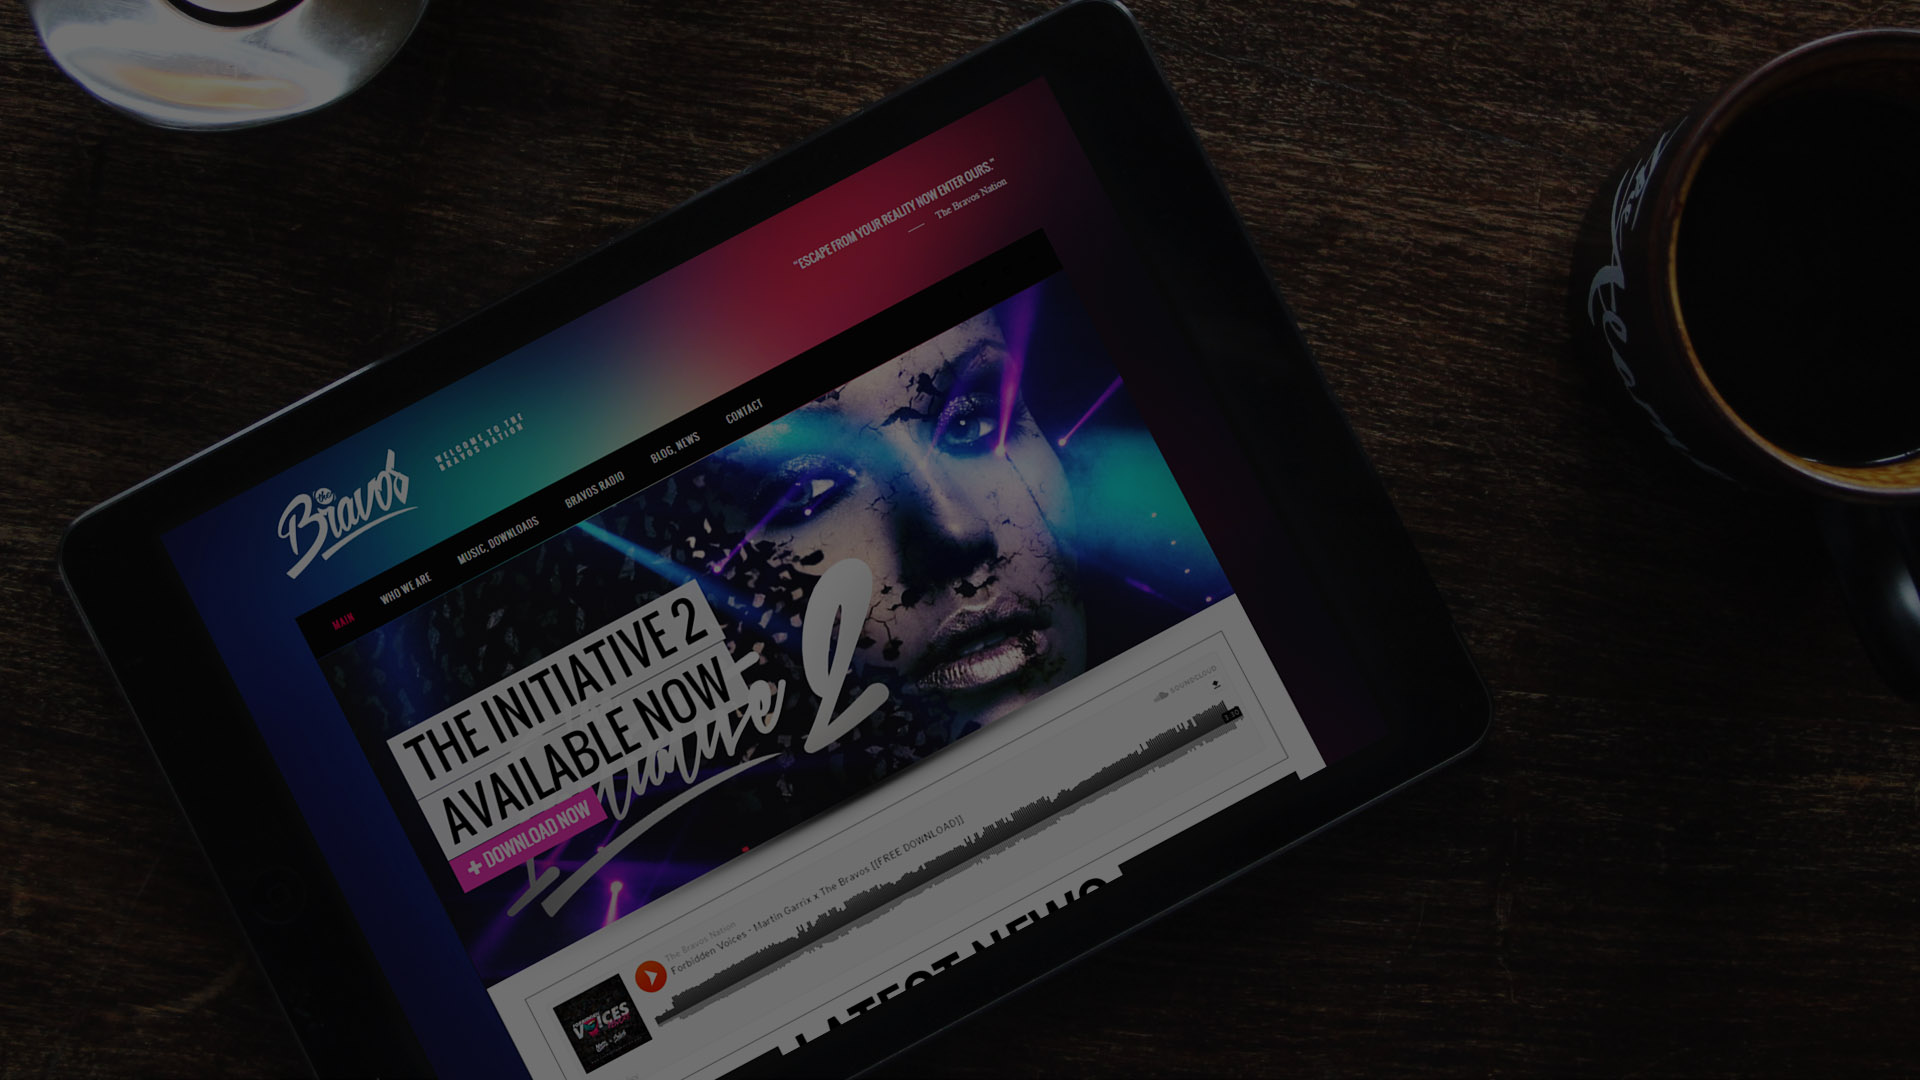 “ESCAPE FROM YOUR REALITY NOW ENTER OURS.”
The Bravos Nation
the
Bravos
WELCOME TO THE
BRAVOS NATION
MAIN
WHO WE ARE
MUSIC, DOWNLOADS
BRAVOS RADIO
BLOG, NEWS
CONTACT
THE INITIATIVE 2
AVAILABLE NOW
+ DOWNLOAD NOW
Initiative 2
SOUNDCLOUD
The Bravos Nation
Forbidden Voices - Martin Garrix x The Bravos [[FREE DOWNLOAD]]
VOICES
LATEST NEWS